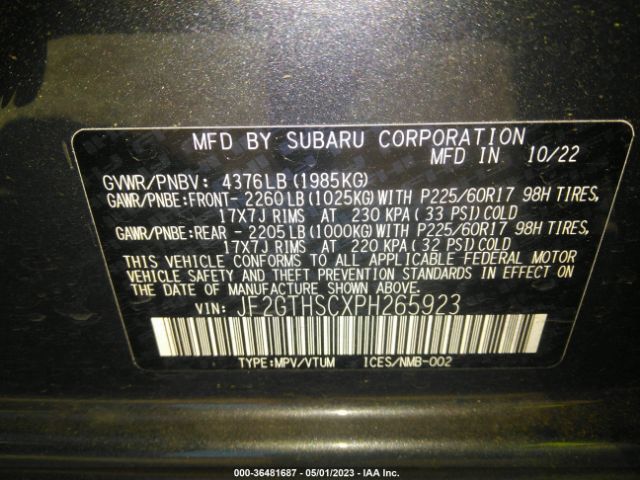 MFD BY SUBARU CORPORATION
MFD IN 10/22
GVWR/PNBV: 4376LB(1985KG)
GAWR/PNBE:FRONT- 2260LB(1025KG)WITH P225/60R17 98H TIRES,
17X7J RIMS AT 230 KPA(33 PSI)COLD
GAWR/PNBE:REAR - 2205LB(1000KG)WITH P225/60R17 98H TIRES,
17X7J RIMS AT 220 KPA(32 PSI)COLD
THIS VEHICLE CONFORMS TO ALL APPLICABLE FEDERAL MOTOR
VEHICLE SAFETY AND THEFT PREVENTION STANDARDS IN EFFECT ON
THE DATE OF MANUFACTURE SHOWN ABOVE.
VIN: JF2GTHSCXPH265923
TYPE:MPV/VTUM ICES/NMB-002
000-36481687 - 05/01/2023 - IAA Inc.